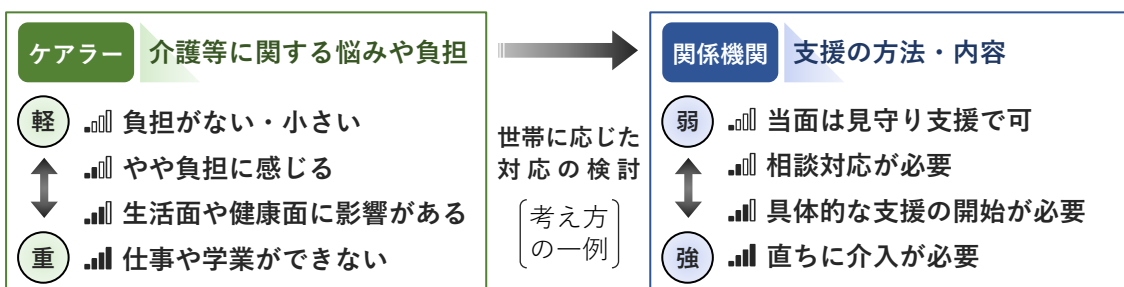 ケアラー 介護等に関する悩みや負担
軽 負担がない・小さい
やや負担に感じる
生活面や健康面に影響がある
重 仕事や学業ができない
世帯に応じた
対応の検討
考え方
の一例
関係機関 支援の方法・内容
弱 当面は見守り支援で可
相談対応が必要
具体的な支援の開始が必要
強 直ちに介入が必要